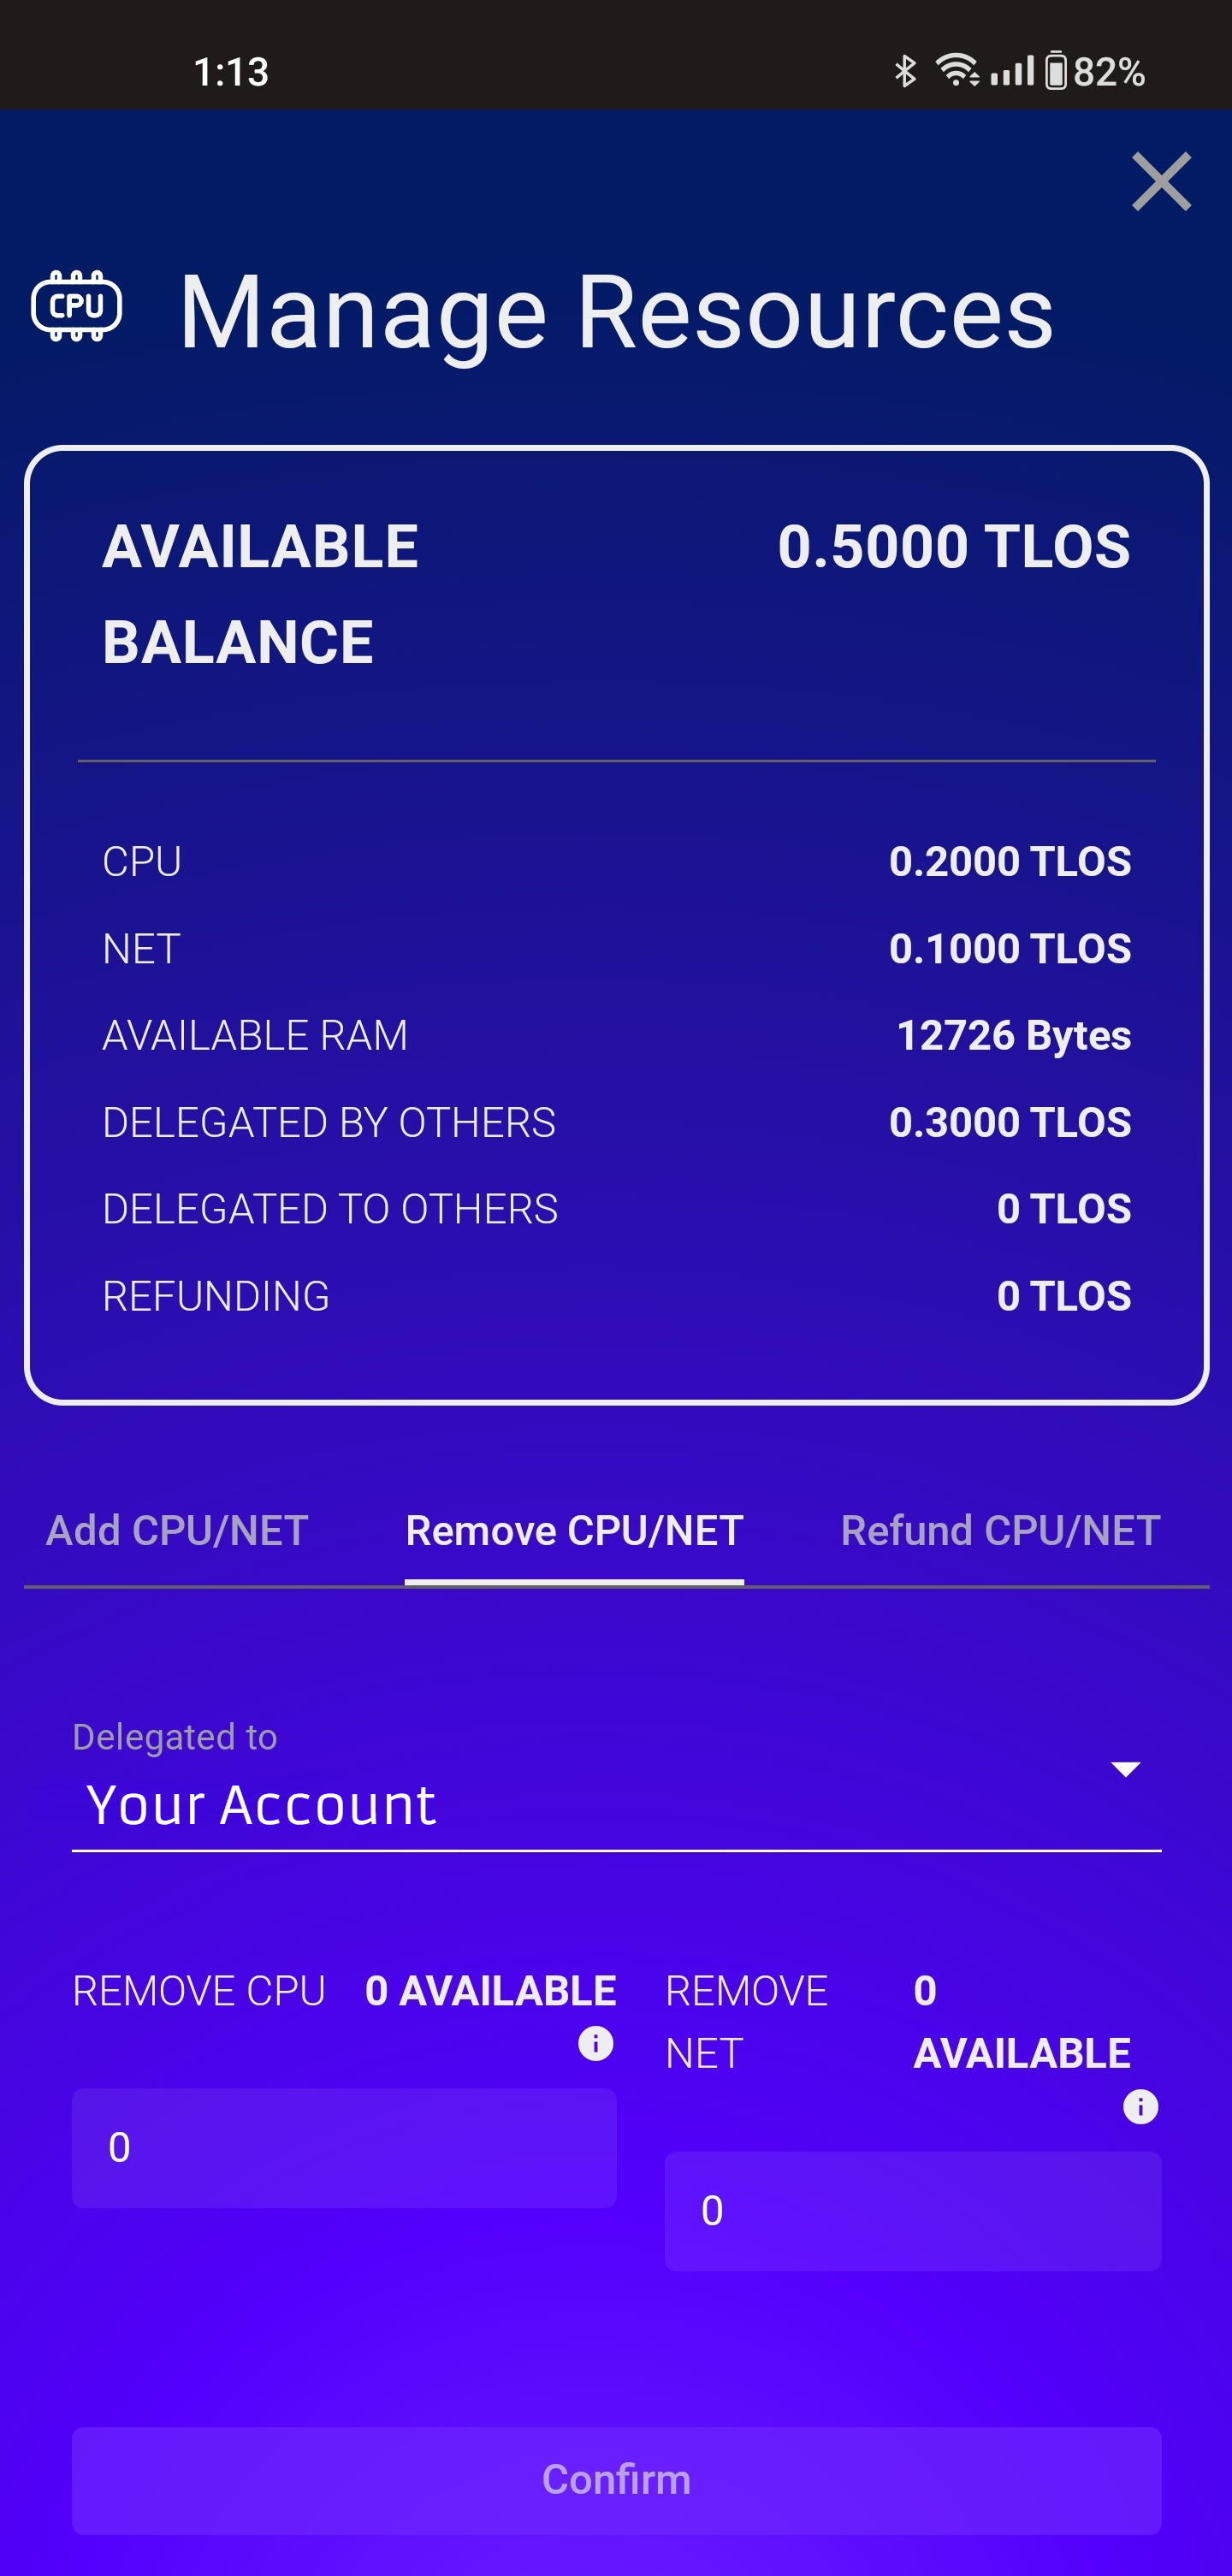 1:13 82%
CPU Manage Resources
AVAILABLE BALANCE 0.5000 TLOS
CPU 0.2000 TLOS
NET 0.1000 TLOS
AVAILABLE RAM 12726 Bytes
DELEGATED BY OTHERS 0.3000 TLOS
DELEGATED TO OTHERS 0 TLOS
REFUNDING 0 TLOS
Add CPU/NET Remove CPU/NET Refund CPU/NET
Delegated to
Your Account
REMOVE CPU 0 AVAILABLE
0
REMOVE NET 0 AVAILABLE
0
Confirm